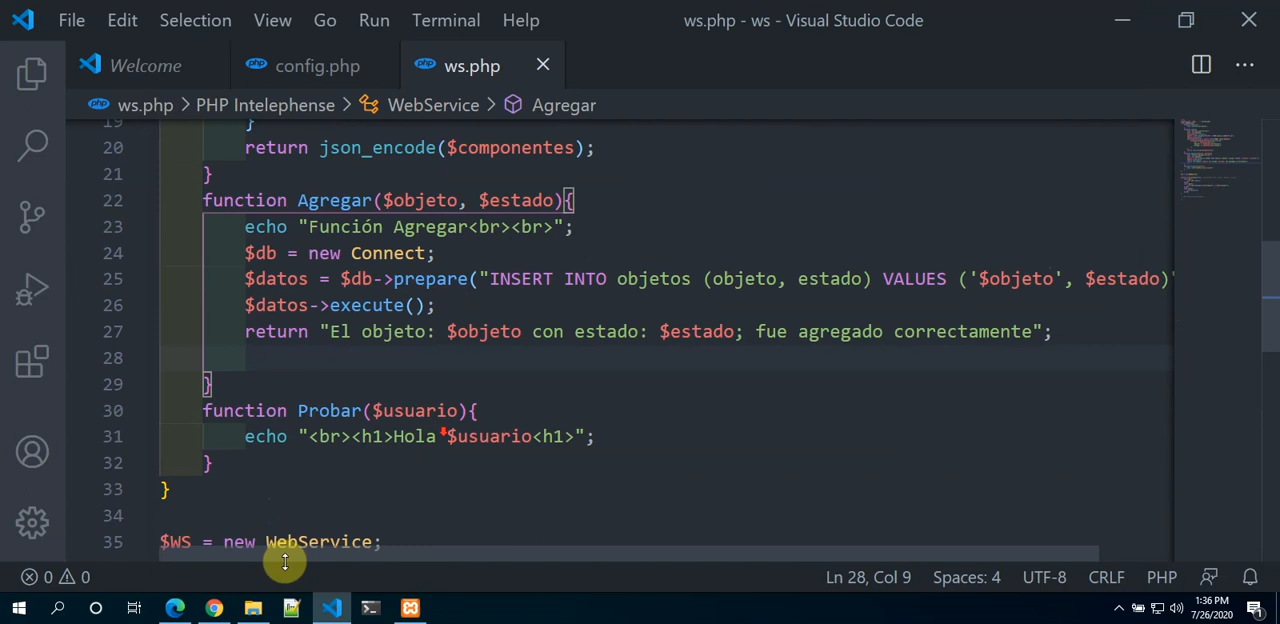 File Edit Selection View Go Run Terminal Help ws.php - ws - Visual Studio Code
Welcome config.php ws.php
ws.php > PHP Intelephense > WebService > Agregar
19 }
20 return json_encode($componentes);
21 }
22 function Agregar($objeto, $estado){
23 echo "Función Agregar<br><br>";
24 $db = new Connect;
25 $datos = $db->prepare("INSERT INTO objetos (objeto, estado) VALUES ('$objeto', $estado)"
26 $datos->execute();
27 return "El objeto: $objeto con estado: $estado; fue agregado correctamente";
28
29 }
30 function Probar($usuario){
31 echo "<br><h1>Hola $usuario<h1>";
32 }
33 }
34
35 $WS = new WebService;
0 0 Ln 28, Col 9 Spaces: 4 UTF-8 CRLF PHP
1:36 PM
7/26/2020
1